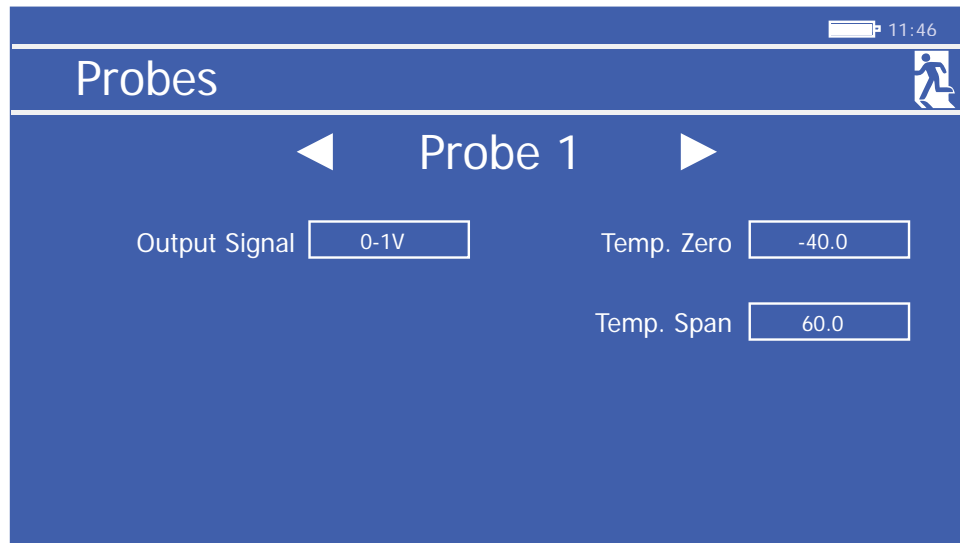 11:46
Probes
Probe 1
Output Signal 0-1V Temp. Zero -40.0
Temp. Span 60.0